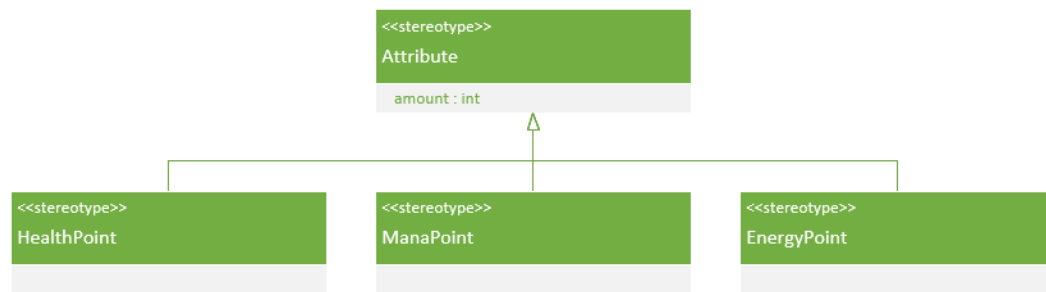 <<stereotype>>
Attribute
amount : int
<<stereotype>>
HealthPoint
<<stereotype>>
ManaPoint
<<stereotype>>
EnergyPoint